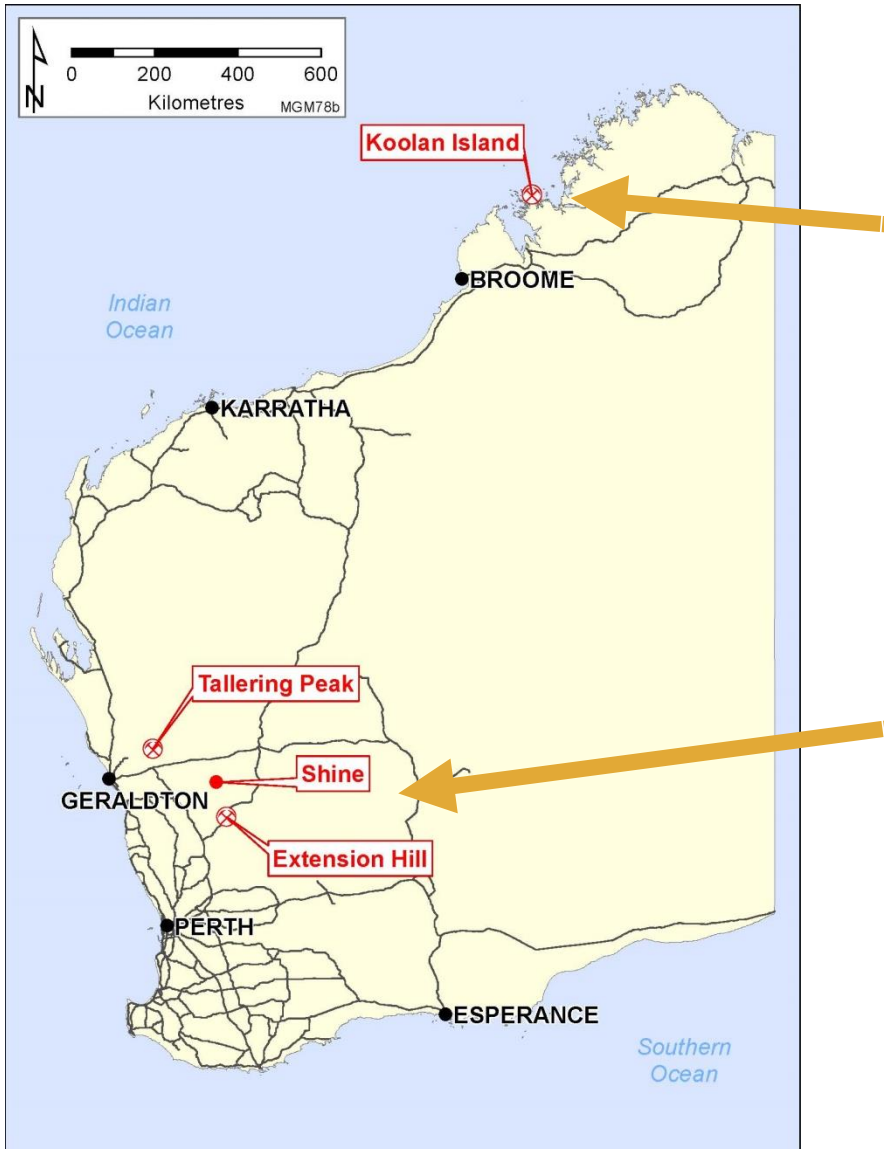 N
0 200 400 600
Kilometres
MGM78b
Koolan Island
BROOME
Indian
Ocean
KARRATHA
Tallering Peak
Shine
GERALDTON
Extension Hill
PERTH
ESPERANCE
Southern
Ocean